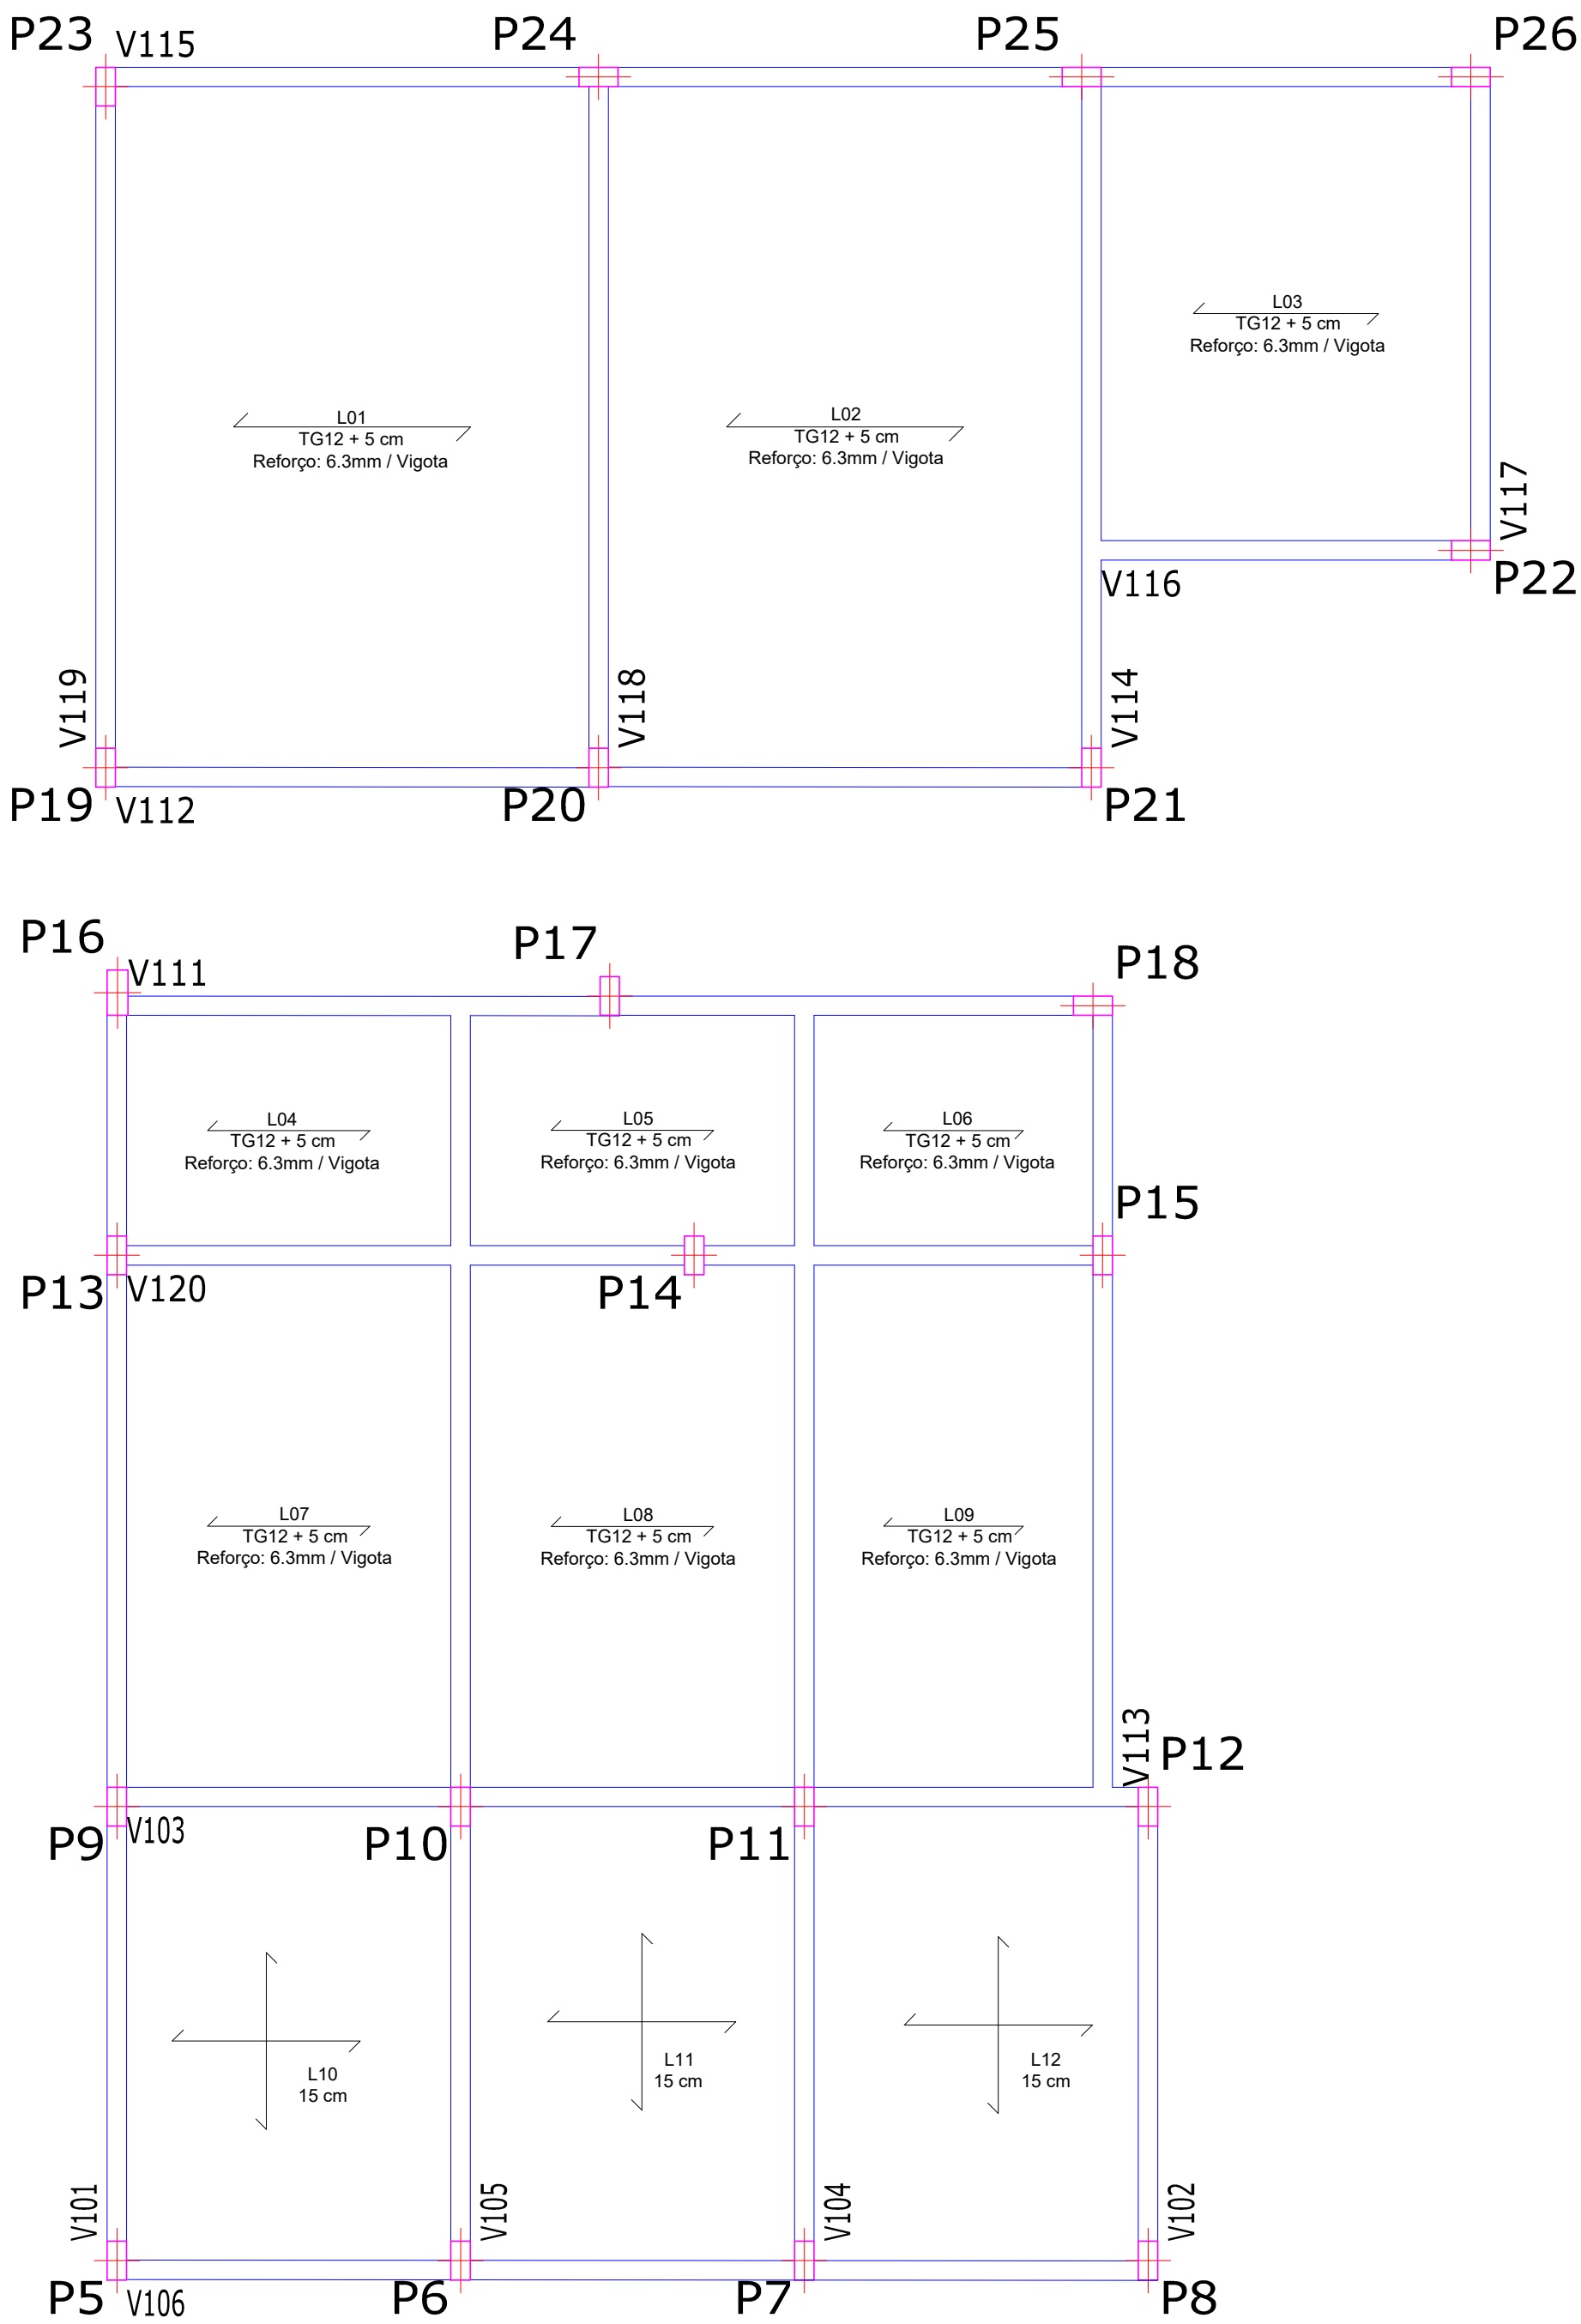 P23
V115
P24
P25
P26
L03
TG12 + 5 cm
Reforço: 6.3mm / Vigota
L01
TG12 + 5 cm
Reforço: 6.3mm / Vigota
L02
TG12 + 5 cm
Reforço: 6.3mm / Vigota
V117
V116
P22
V119
V118
V114
P19
V112
P20
P21
P16
V111
P17
P18
L04
TG12 + 5 cm
Reforço: 6.3mm / Vigota
L05
TG12 + 5 cm
Reforço: 6.3mm / Vigota
L06
TG12 + 5 cm
Reforço: 6.3mm / Vigota
P15
P13
V120
P14
L07
TG12 + 5 cm
Reforço: 6.3mm / Vigota
L08
TG12 + 5 cm
Reforço: 6.3mm / Vigota
L09
TG12 + 5 cm
Reforço: 6.3mm / Vigota
V113
P12
P9
V103
P10
P11
L10
15 cm
L11
15 cm
L12
15 cm
V101
V105
V104
V102
P5
V106
P6
P7
P8